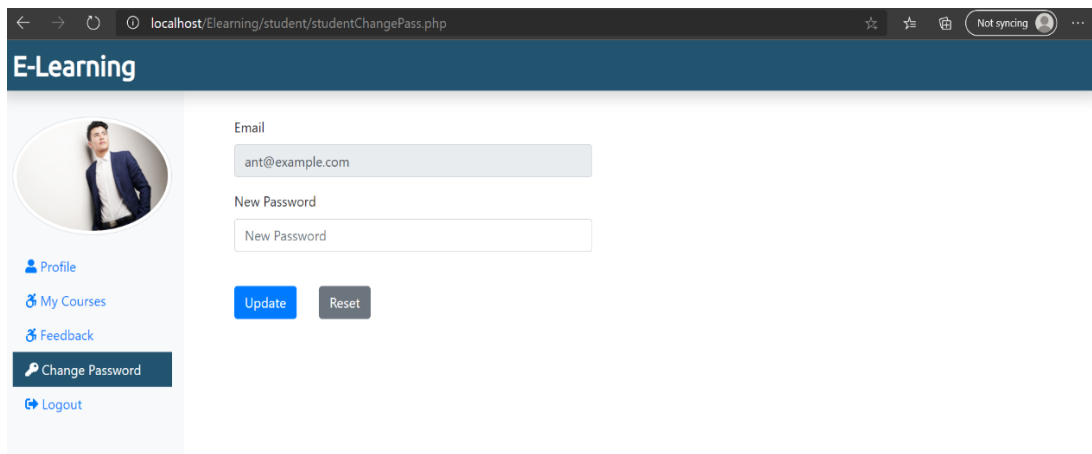 localhost/Elearning/student/studentChangePass.php
Not syncing
E-Learning
Email
ant@example.com
New Password
New Password
Update Reset
Profile
My Courses
Feedback
Change Password
Logout